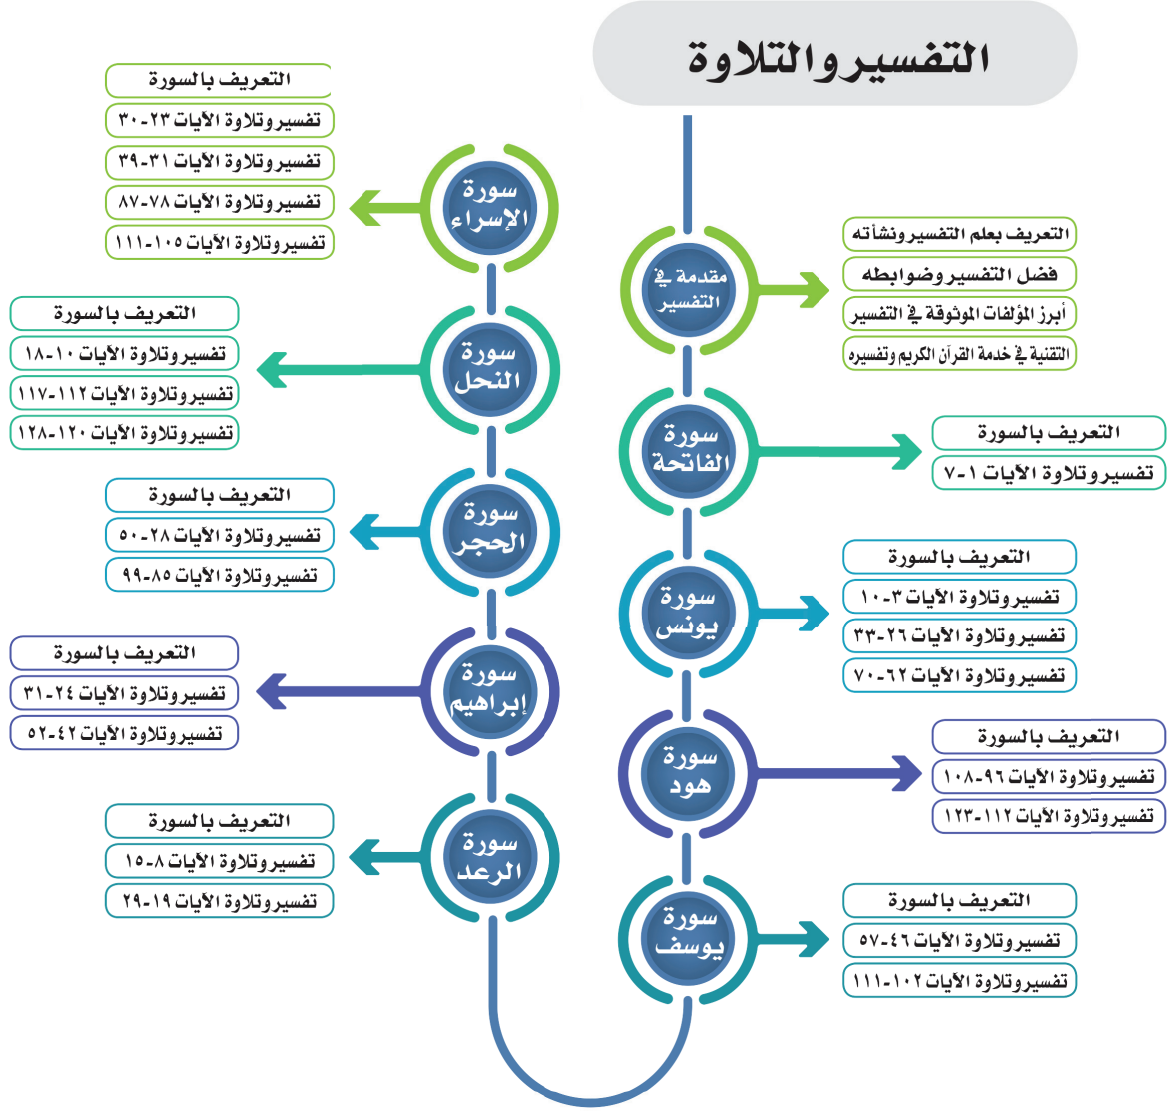 التفسير والتلاوة
مقدمة في
التفسير
التعريف بعلم التفسير ونشأته
فضل التفسير وضوابطه
أبرز المؤلفات الموثوقة في التفسير
التقنية في خدمة القرآن الكريم وتفسيره
سورة
الفاتحة
التعريف بالسورة
تفسير وتلاوة الآيات ١-٧
سورة
يونس
التعريف بالسورة
تفسير وتلاوة الآيات ٣-١٠
تفسير وتلاوة الآيات ٢٦-٣٣
تفسير وتلاوة الآيات ٦٢-٧٠
سورة
هود
التعريف بالسورة
تفسير وتلاوة الآيات ٩٦-١٠٨
تفسير وتلاوة الآيات ١١٢-١٢٣
سورة
يوسف
التعريف بالسورة
تفسير وتلاوة الآيات ٤٦-٥٧
تفسير وتلاوة الآيات ١٠٢-١١١
سورة
الرعد
التعريف بالسورة
تفسير وتلاوة الآيات ٨-١٥
تفسير وتلاوة الآيات ١٩-٢٩
سورة
إبراهيم
التعريف بالسورة
تفسير وتلاوة الآيات ٢٤-٣١
تفسير وتلاوة الآيات ٤٢-٥٢
سورة
الحجر
التعريف بالسورة
تفسير وتلاوة الآيات ٢٨-٥٠
تفسير وتلاوة الآيات ٨٥-٩٩
سورة
النحل
التعريف بالسورة
تفسير وتلاوة الآيات ١٠-١٨
تفسير وتلاوة الآيات ١١٢-١١٧
تفسير وتلاوة الآيات ١٢٠-١٢٨
سورة
الإسراء
التعريف بالسورة
تفسير وتلاوة الآيات ٢٣-٣٠
تفسير وتلاوة الآيات ٣١-٣٩
تفسير وتلاوة الآيات ٧٨-٨٧
تفسير وتلاوة الآيات ١٠٥-١١١